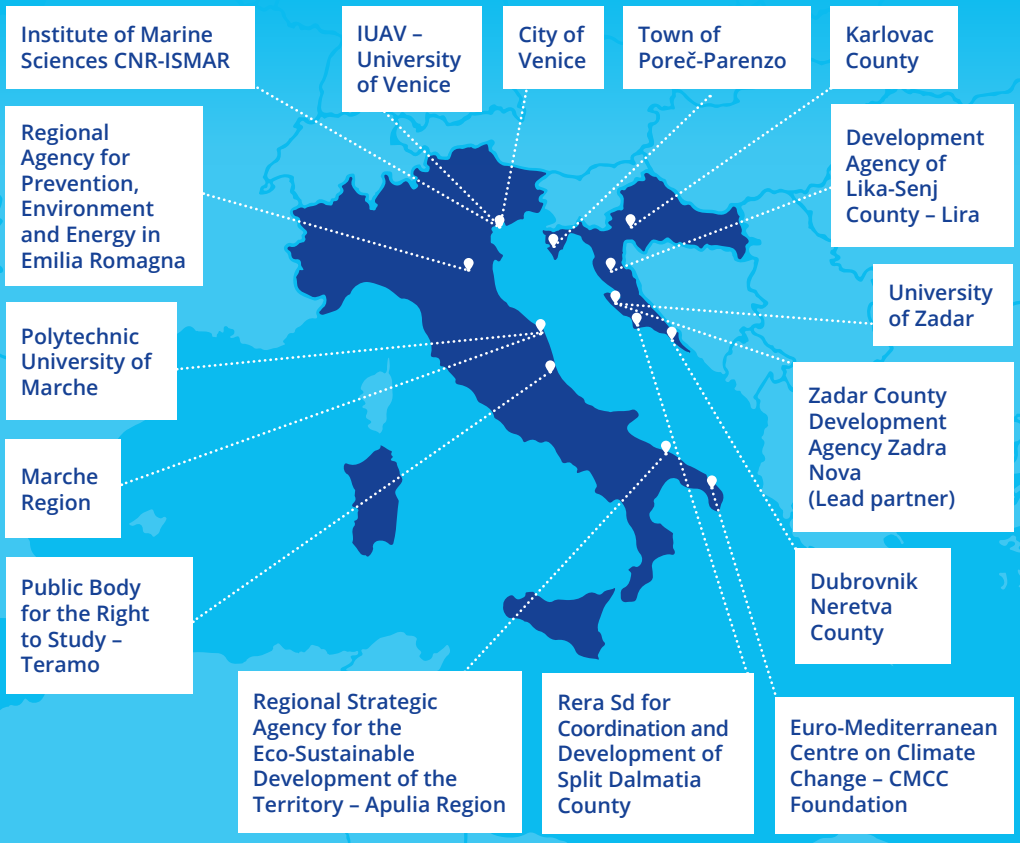 Institute of Marine
Sciences CNR-ISMAR
IUAV –
University
of Venice
City of
Venice
Town of
Poreč-Parenzo
Karlovac
County
Regional
Agency for
Prevention,
Environment
and Energy in
Emilia Romagna
Development
Agency of
Lika-Senj
County – Lira
University
of Zadar
Polytechnic
University of
Marche
Zadar County
Development
Agency Zadra
Nova
(Lead partner)
Marche
Region
Dubrovnik
Neretva
County
Public Body
for the Right
to Study –
Teramo
Regional Strategic
Agency for the
Eco-Sustainable
Development of the
Territory – Apulia Region
Rera Sd for
Coordination and
Development of
Split Dalmatia
County
Euro-Mediterranean
Centre on Climate
Change – CMCC
Foundation